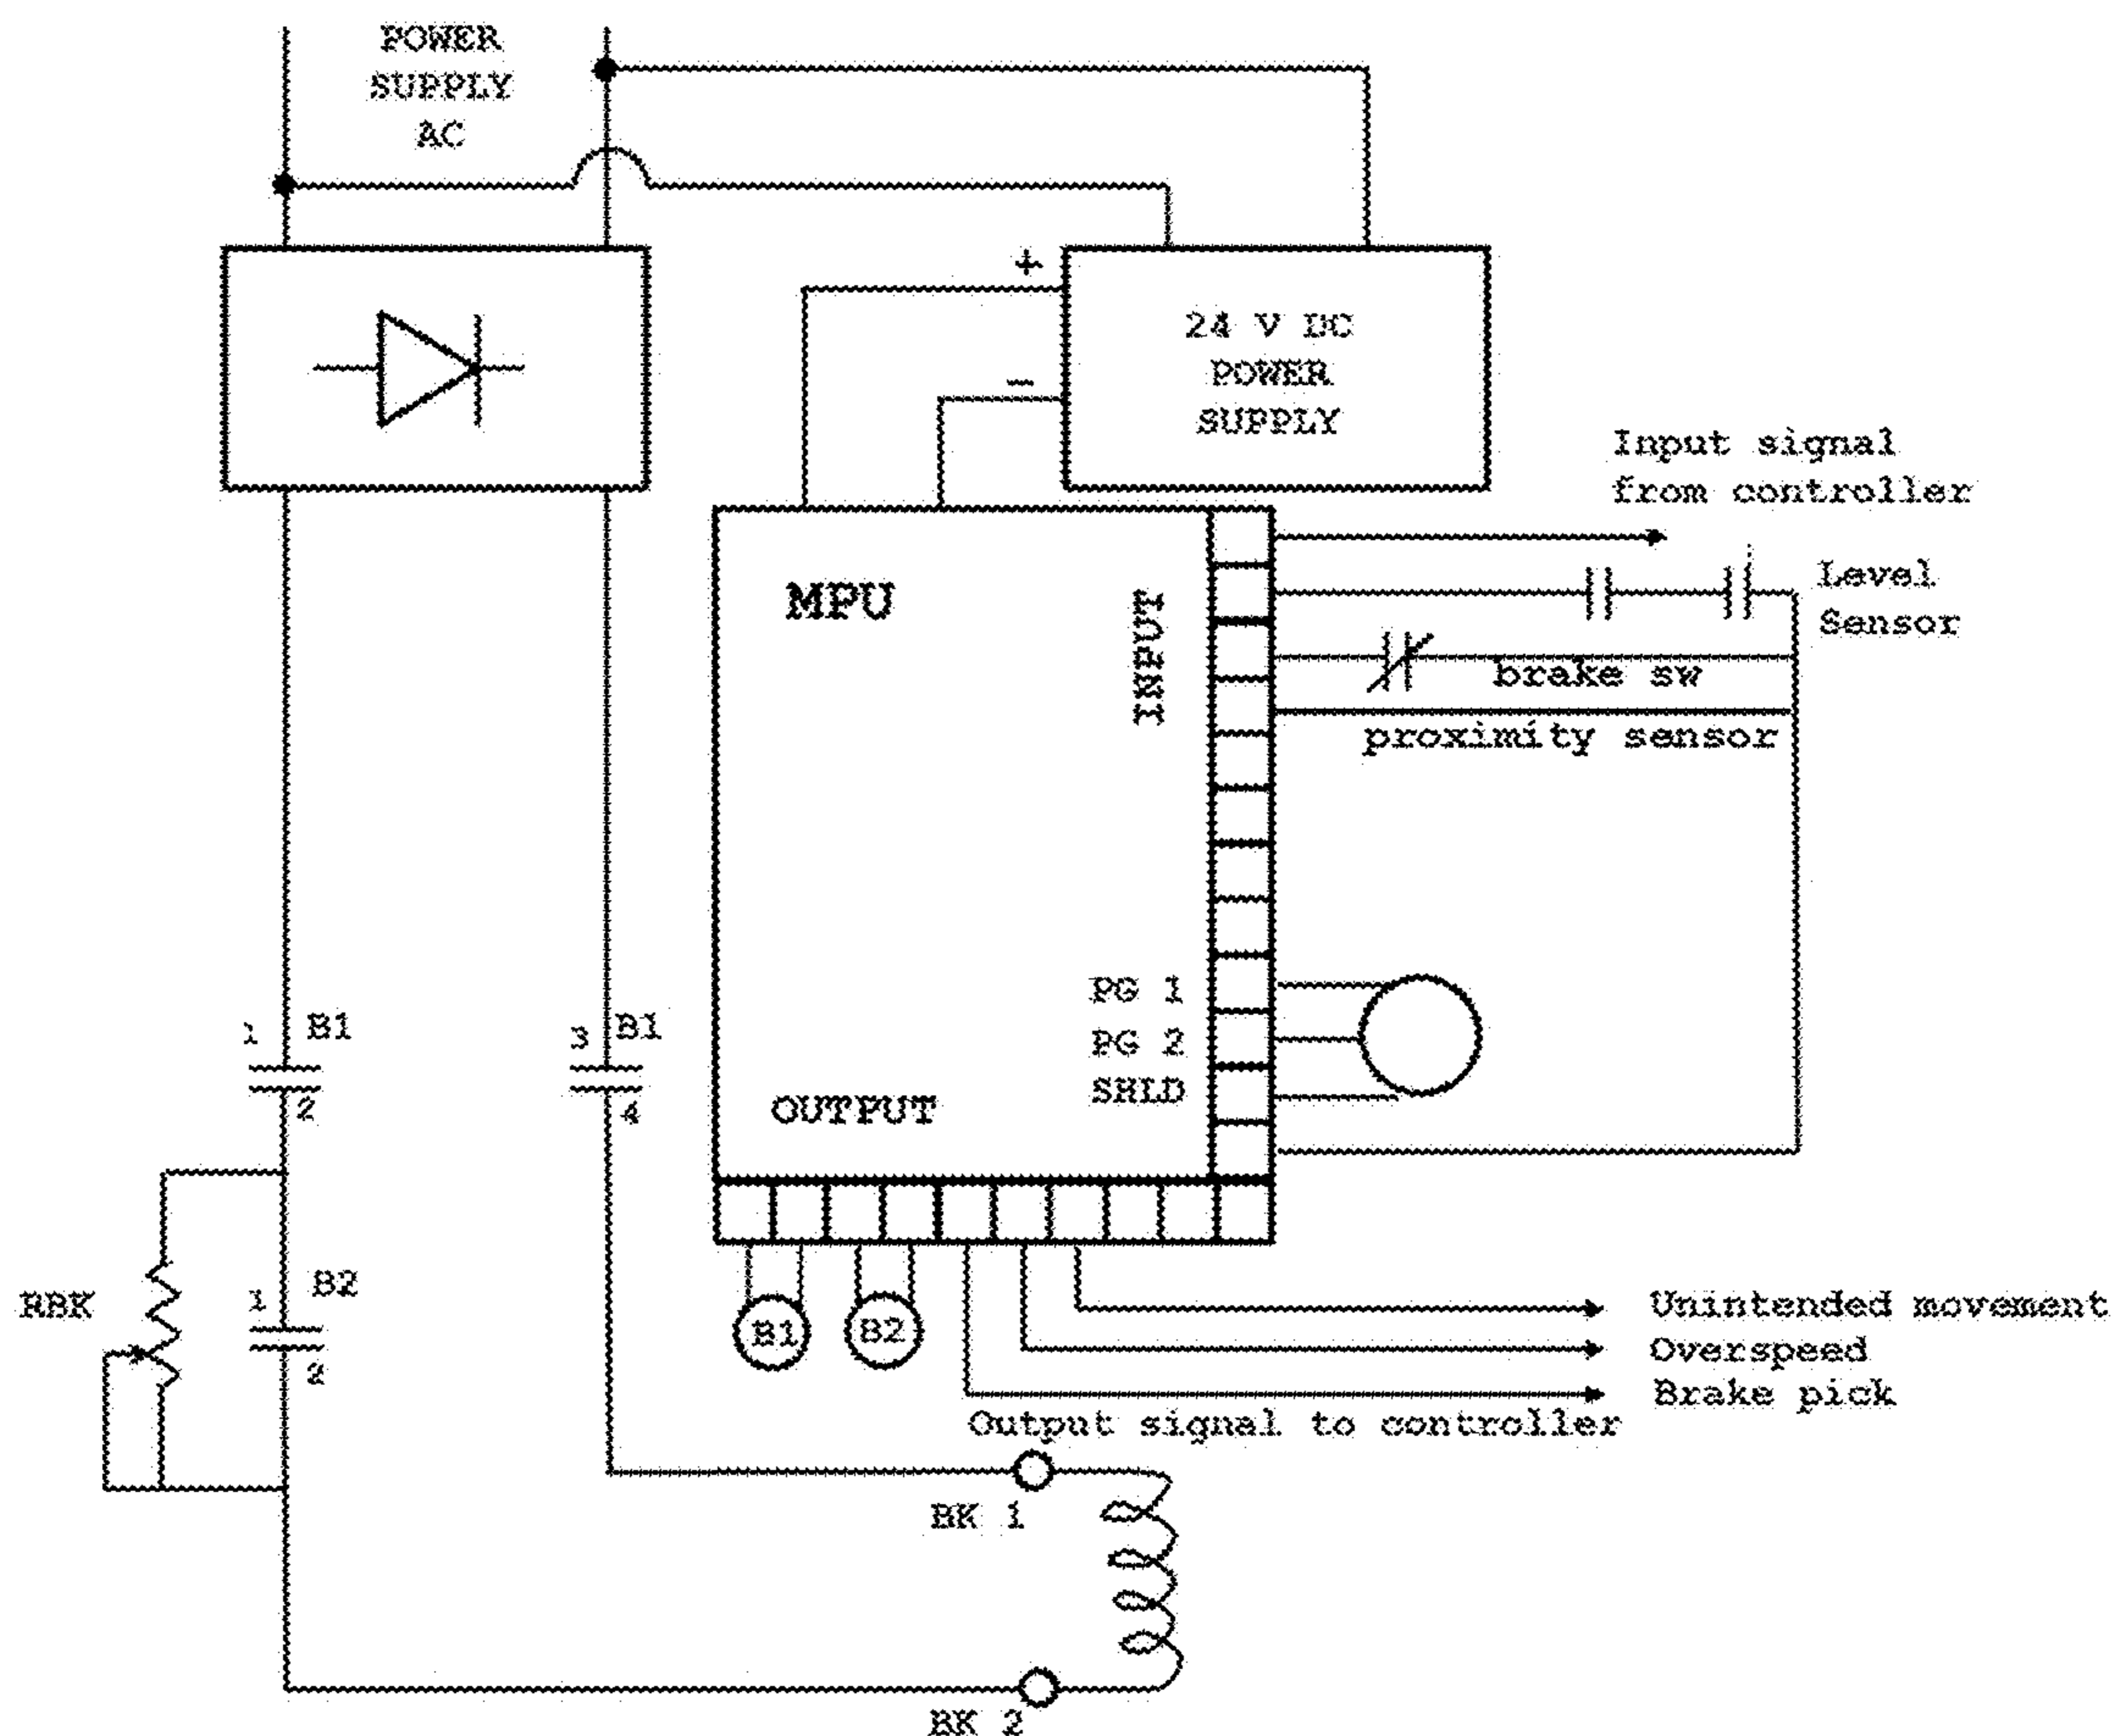 POWER
SUPPLY
AC
+
24 V DC
POWER
SUPPLY
−
Input signal
from controller
Level
Sensor
MPU
INPUT
brake sw
proximity sensor
PG 1
PG 2
SHLD
OUTPUT
1 B1
2
3 B1
4
RBK
1 B2
2
B1
B2
Unintended movement
Overspeed
Brake pick
Output signal to controller
BK 1
BK 2